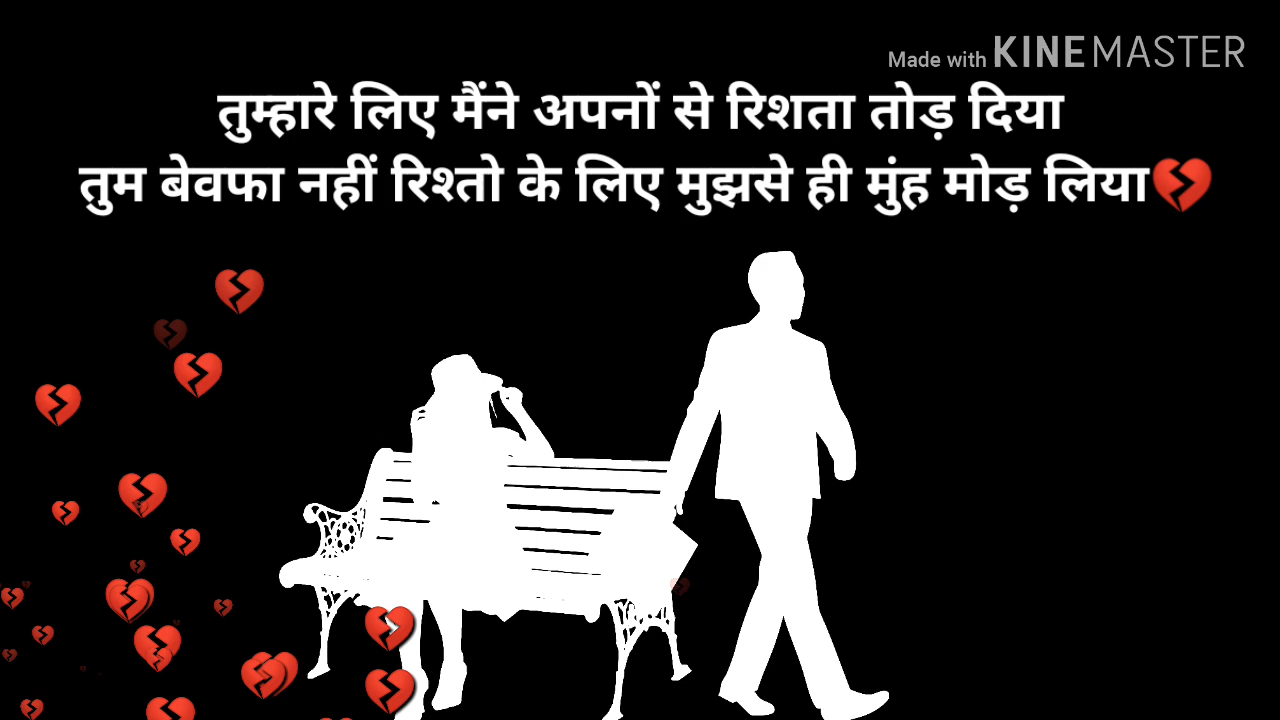 Made with KINEMASTER
तुम्हारे लिए मैंने अपनों से रिशता तोड़ दिया
तुम बेवफा नहीं रिश्तो के लिए मुझसे ही मुंह मोड़ लिया💔